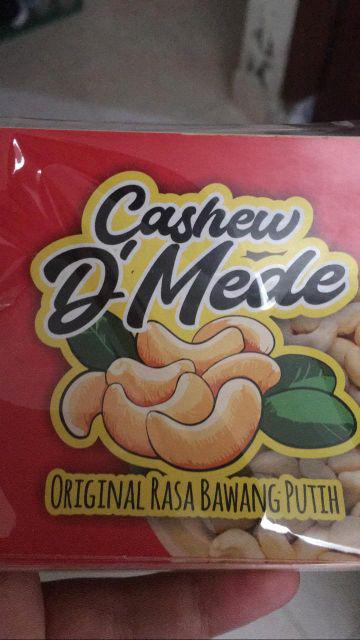 Cashew
D'Mede
ORIGINAL RASA BAWANG PUTIH